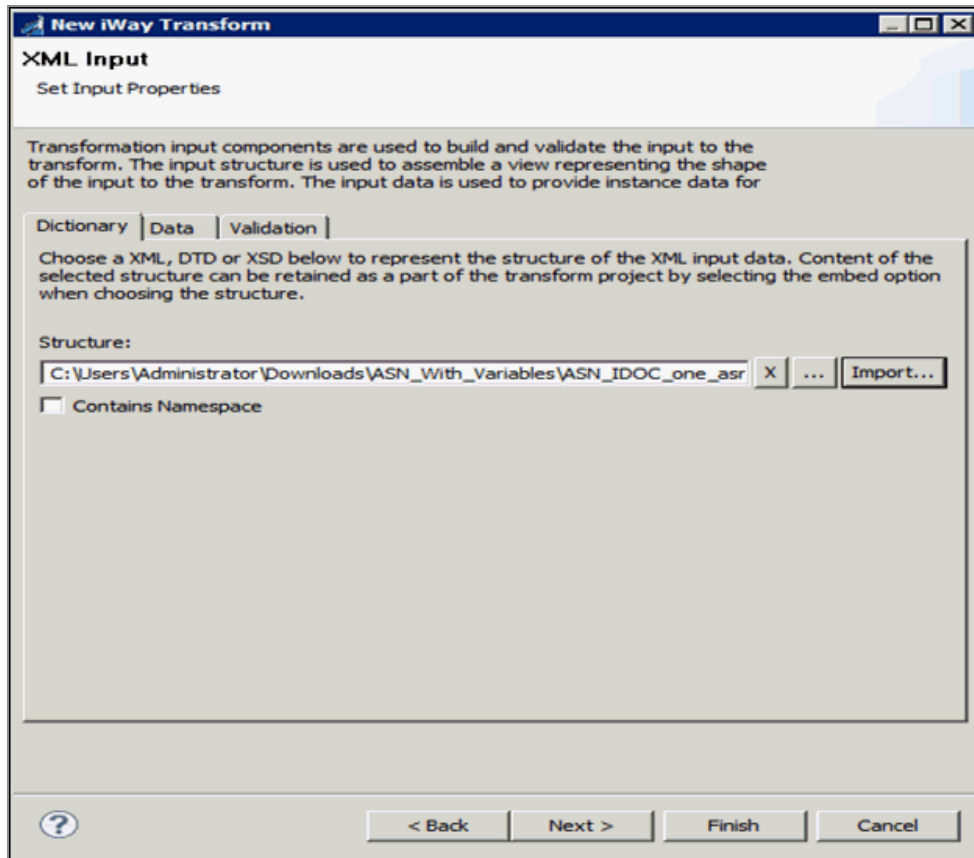 New iWay Transform
XML Input
Set Input Properties
Transformation input components are used to build and validate the input to the
transform. The input structure is used to assemble a view representing the shape
of the input to the transform. The input data is used to provide instance data for
Dictionary Data Validation
Choose a XML, DTD or XSD below to represent the structure of the XML input data. Content of the
selected structure can be retained as a part of the transform project by selecting the embed option
when choosing the structure.
Structure:
C:\Users\Administrator\Downloads\ASN_With_Variables\ASN_IDOC_one_asr X ... Import...
Contains Namespace
? < Back Next > Finish Cancel